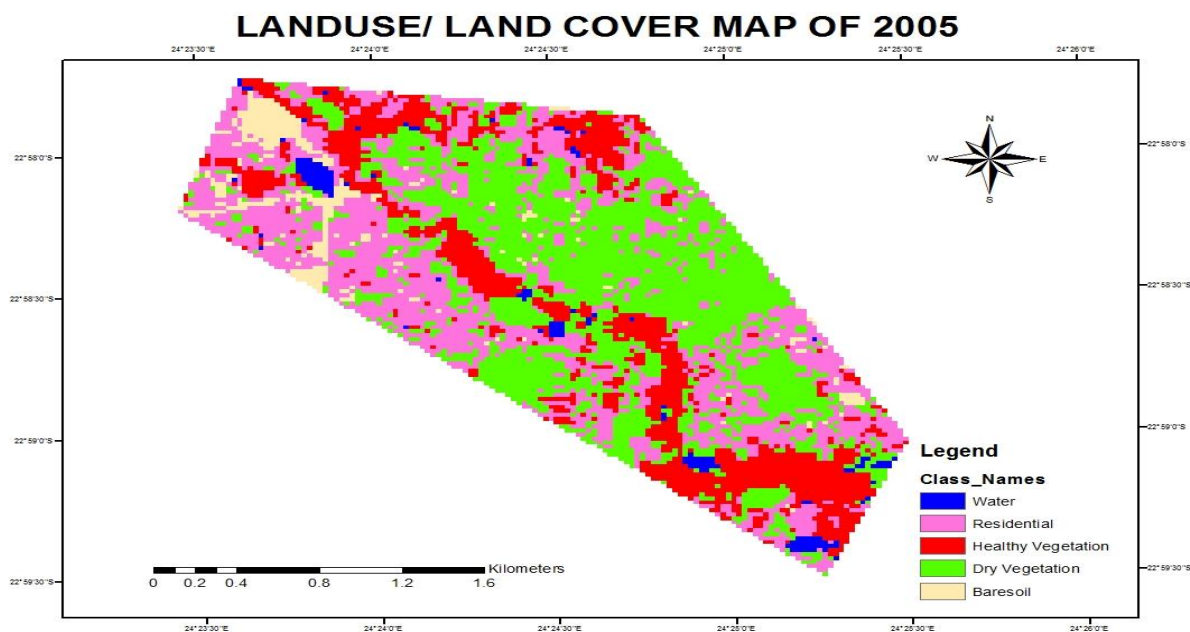 LANDUSE/ LAND COVER MAP OF 2005
24°23'30"E 24°24'0"E 24°24'30"E 24°25'0"E 24°25'30"E 24°26'0"E
N
W E
S
22°58'0"S 22°58'0"S
22°58'30"S 22°58'30"S
22°59'0"S 22°59'0"S
22°59'30"S 22°59'30"S
Legend
Class_Names
Water
Residential
Healthy Vegetation
Dry Vegetation
Baresoil
Kilometers
0 0.2 0.4 0.8 1.2 1.6
24°23'30"E 24°24'0"E 24°24'30"E 24°25'0"E 24°25'30"E 24°26'0"E